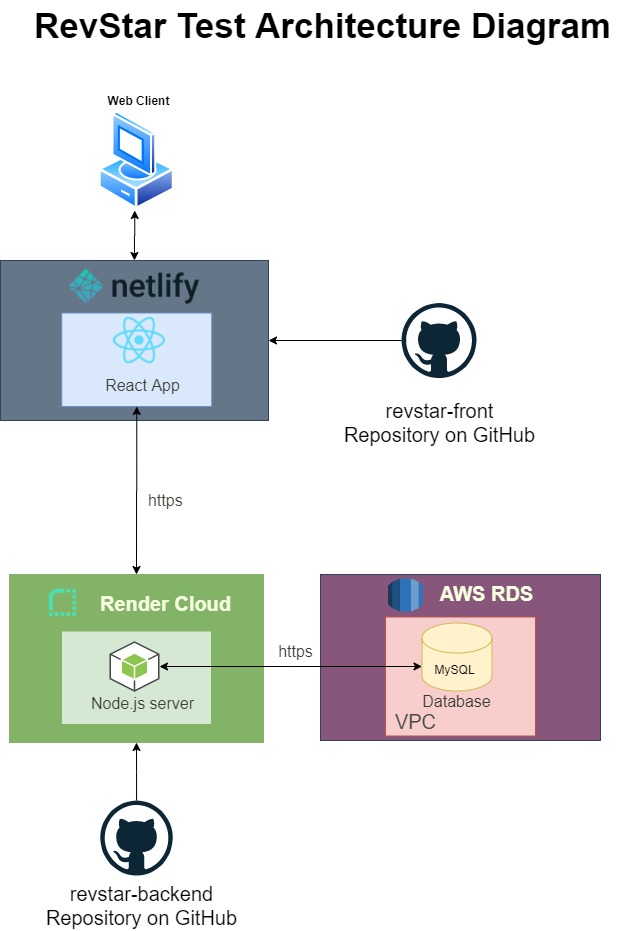 RevStar Test Architecture Diagram
Web Client
netlify
React App
revstar-front
Repository on GitHub
https
Render Cloud
AWS RDS
https
MySQL
Node.js server
Database
VPC
revstar-backend
Repository on GitHub